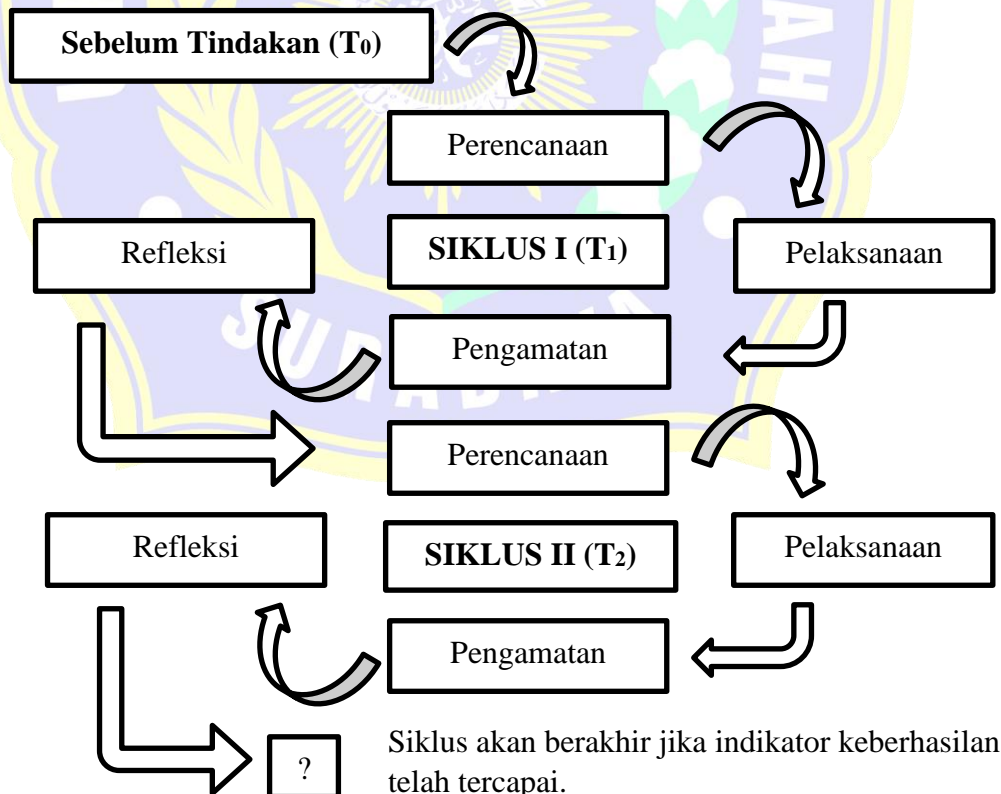 Sebelum Tindakan (T0)
Perencanaan
Refleksi
SIKLUS I (T1)
Pelaksanaan
Pengamatan
Perencanaan
Refleksi
SIKLUS II (T2)
Pelaksanaan
Pengamatan
?
Siklus akan berakhir jika indikator keberhasilan
telah tercapai.